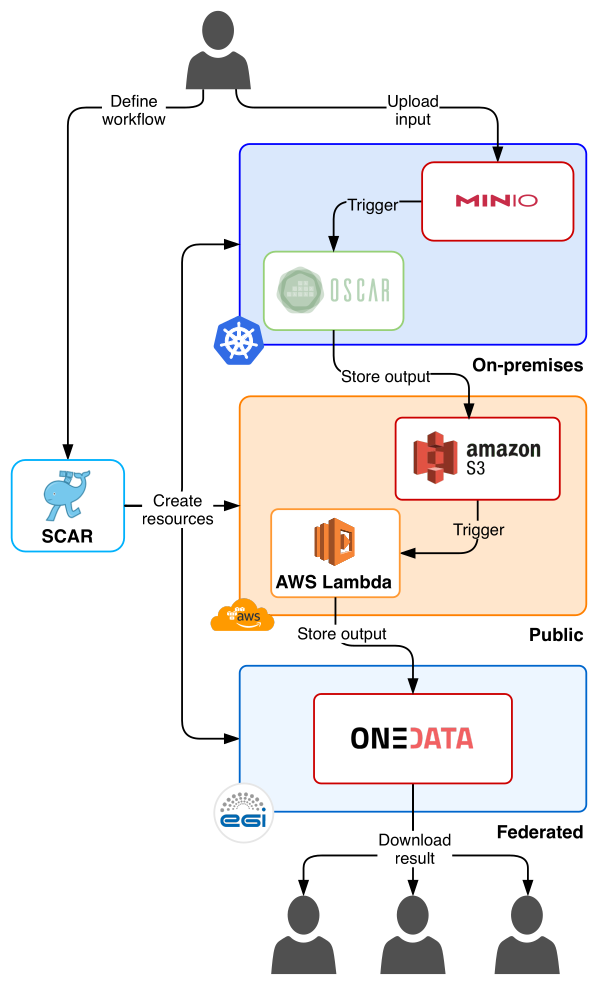 Define
workflow
Upload
input
MINIO
Trigger
OSCAR
Store output
On-premises
amazon
S3
SCAR
Create
resources
Trigger
AWS Lambda
aws
Store output
Public
ONEDATA
eGi
Federated
Download
result